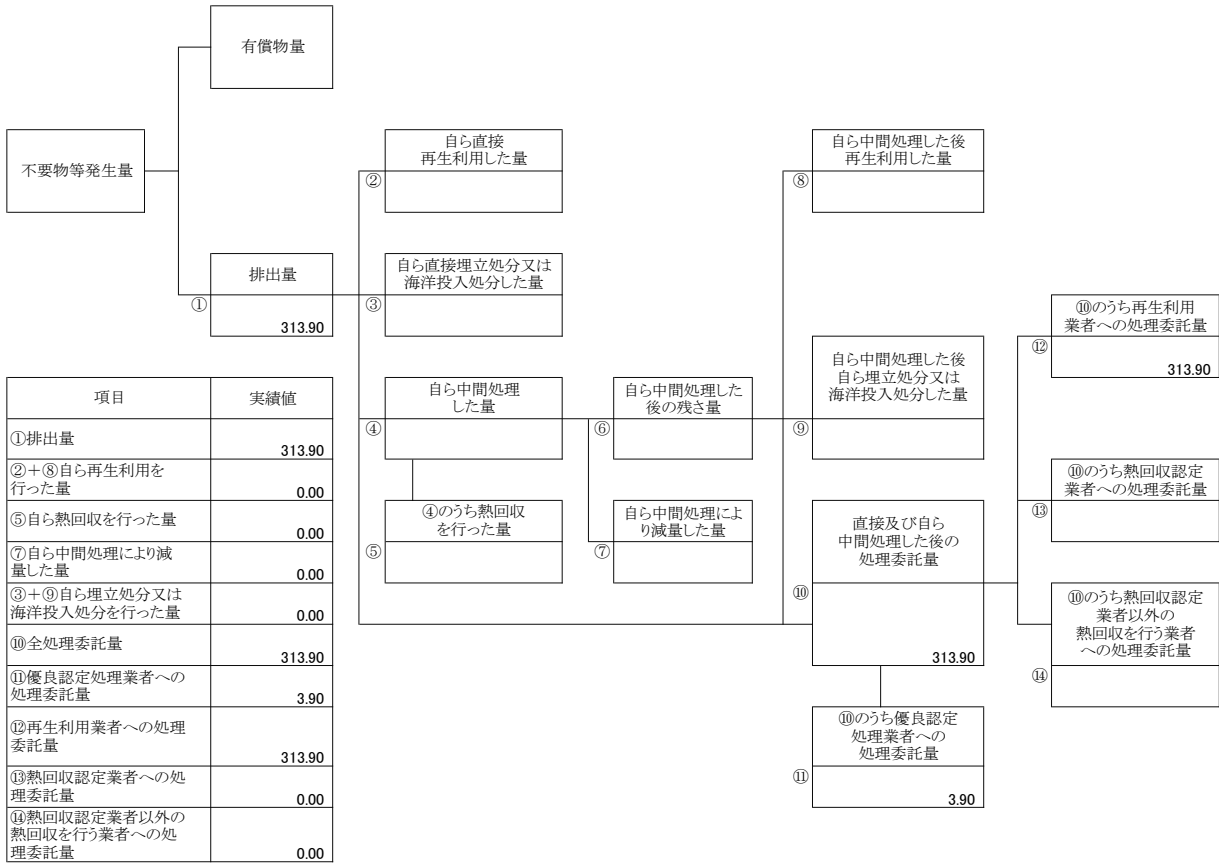 有償物量
不要物等発生量
自ら直接
再生利用した量
②
自ら中間処理した後
再生利用した量
⑧
排出量
①
313.90
自ら直接埋立処分又は
海洋投入処分した量
③
⑩のうち再生利用
業者への処理委託量
⑫
313.90
自ら中間処理
した量
④
自ら中間処理した
後の残さ量
⑥
自ら中間処理した後
自ら埋立処分又は
海洋投入処分した量
⑨
⑩のうち熱回収認定
業者への処理委託量
⑬
④のうち熱回収
を行った量
⑤
自ら中間処理によ
り減量した量
⑦
直接及び自ら
中間処理した後の
処理委託量
⑩
313.90
⑩のうち熱回収認定
業者以外の
熱回収を行う業者
への処理委託量
⑭
⑩のうち優良認定
処理業者への
処理委託量
⑪
3.90
項目 実績値
①排出量
313.90
②+⑧自ら再生利用を
行った量
0.00
⑤自ら熱回収を行った量
0.00
⑦自ら中間処理により減
量した量
0.00
③+⑨自ら埋立処分又は
海洋投入処分を行った量
0.00
⑩全処理委託量
313.90
⑪優良認定処理業者への
処理委託量
3.90
⑫再生利用業者への処理
委託量
313.90
⑬熱回収認定業者への処
理委託量
0.00
⑭熱回収認定業者以外の
熱回収を行う業者への処
理委託量
0.00